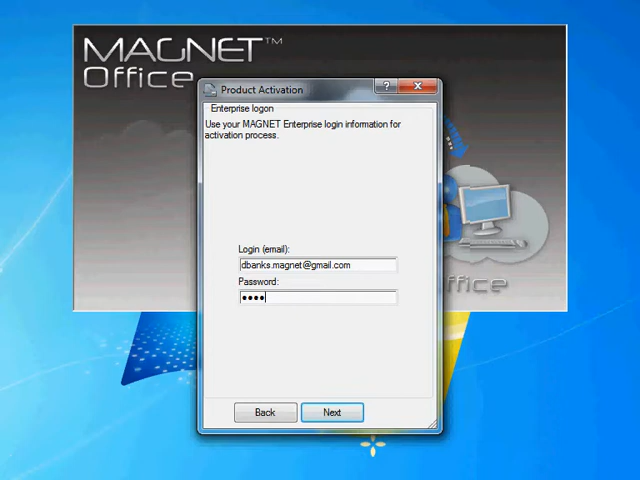 MAGNET™
Office
Product Activation
?
Enterprise logon
Use your MAGNET Enterprise login information for
activation process.
Login (email):
dbanks.magnet@gmail.com
Password:
●●●●
Back
Next